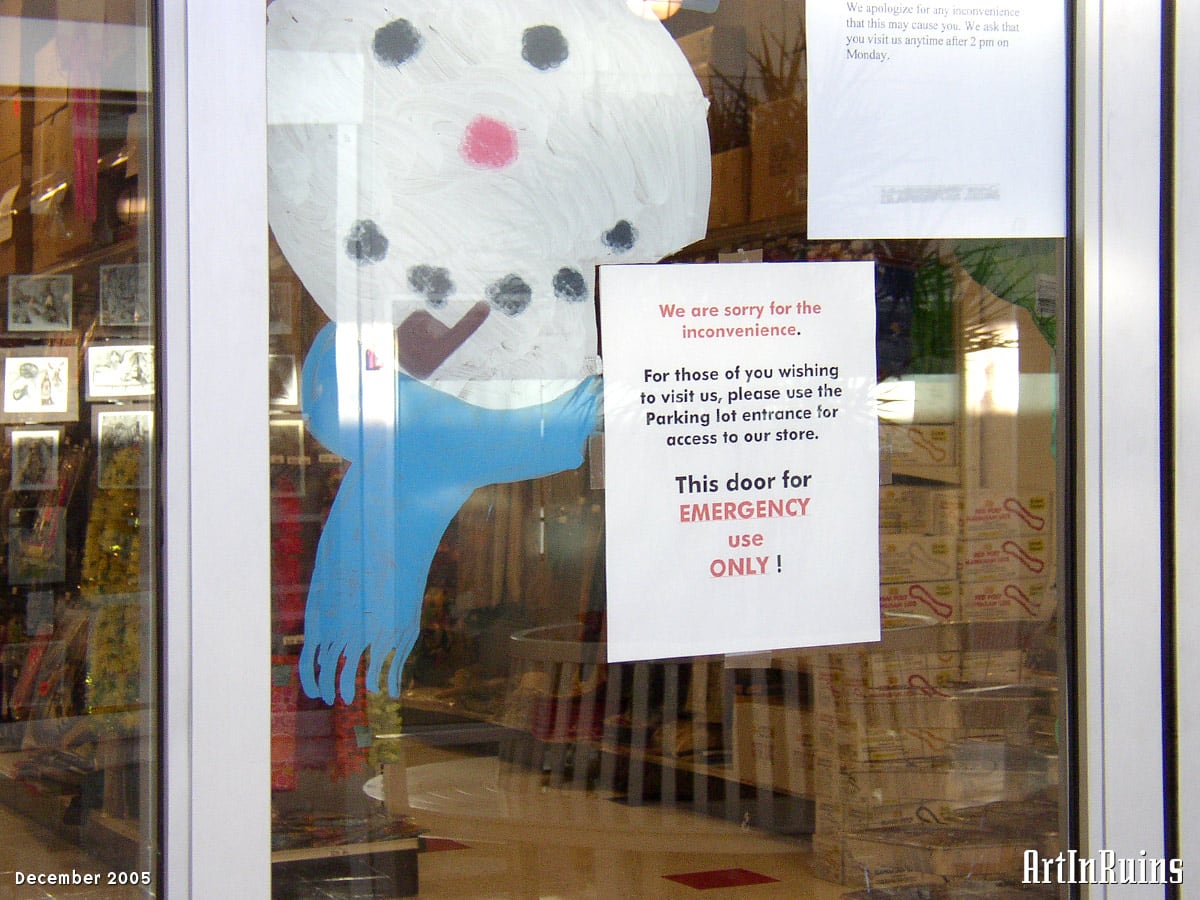 We apologize for any inconvenience
that this may cause you. We ask that
you visit us anytime after 2 pm on
Monday.
We are sorry for the
inconvenience.
For those of you wishing
to visit us, please use the
Parking lot entrance for
access to our store.
This door for
EMERGENCY
use
ONLY !
December 2005
ArtInRuins